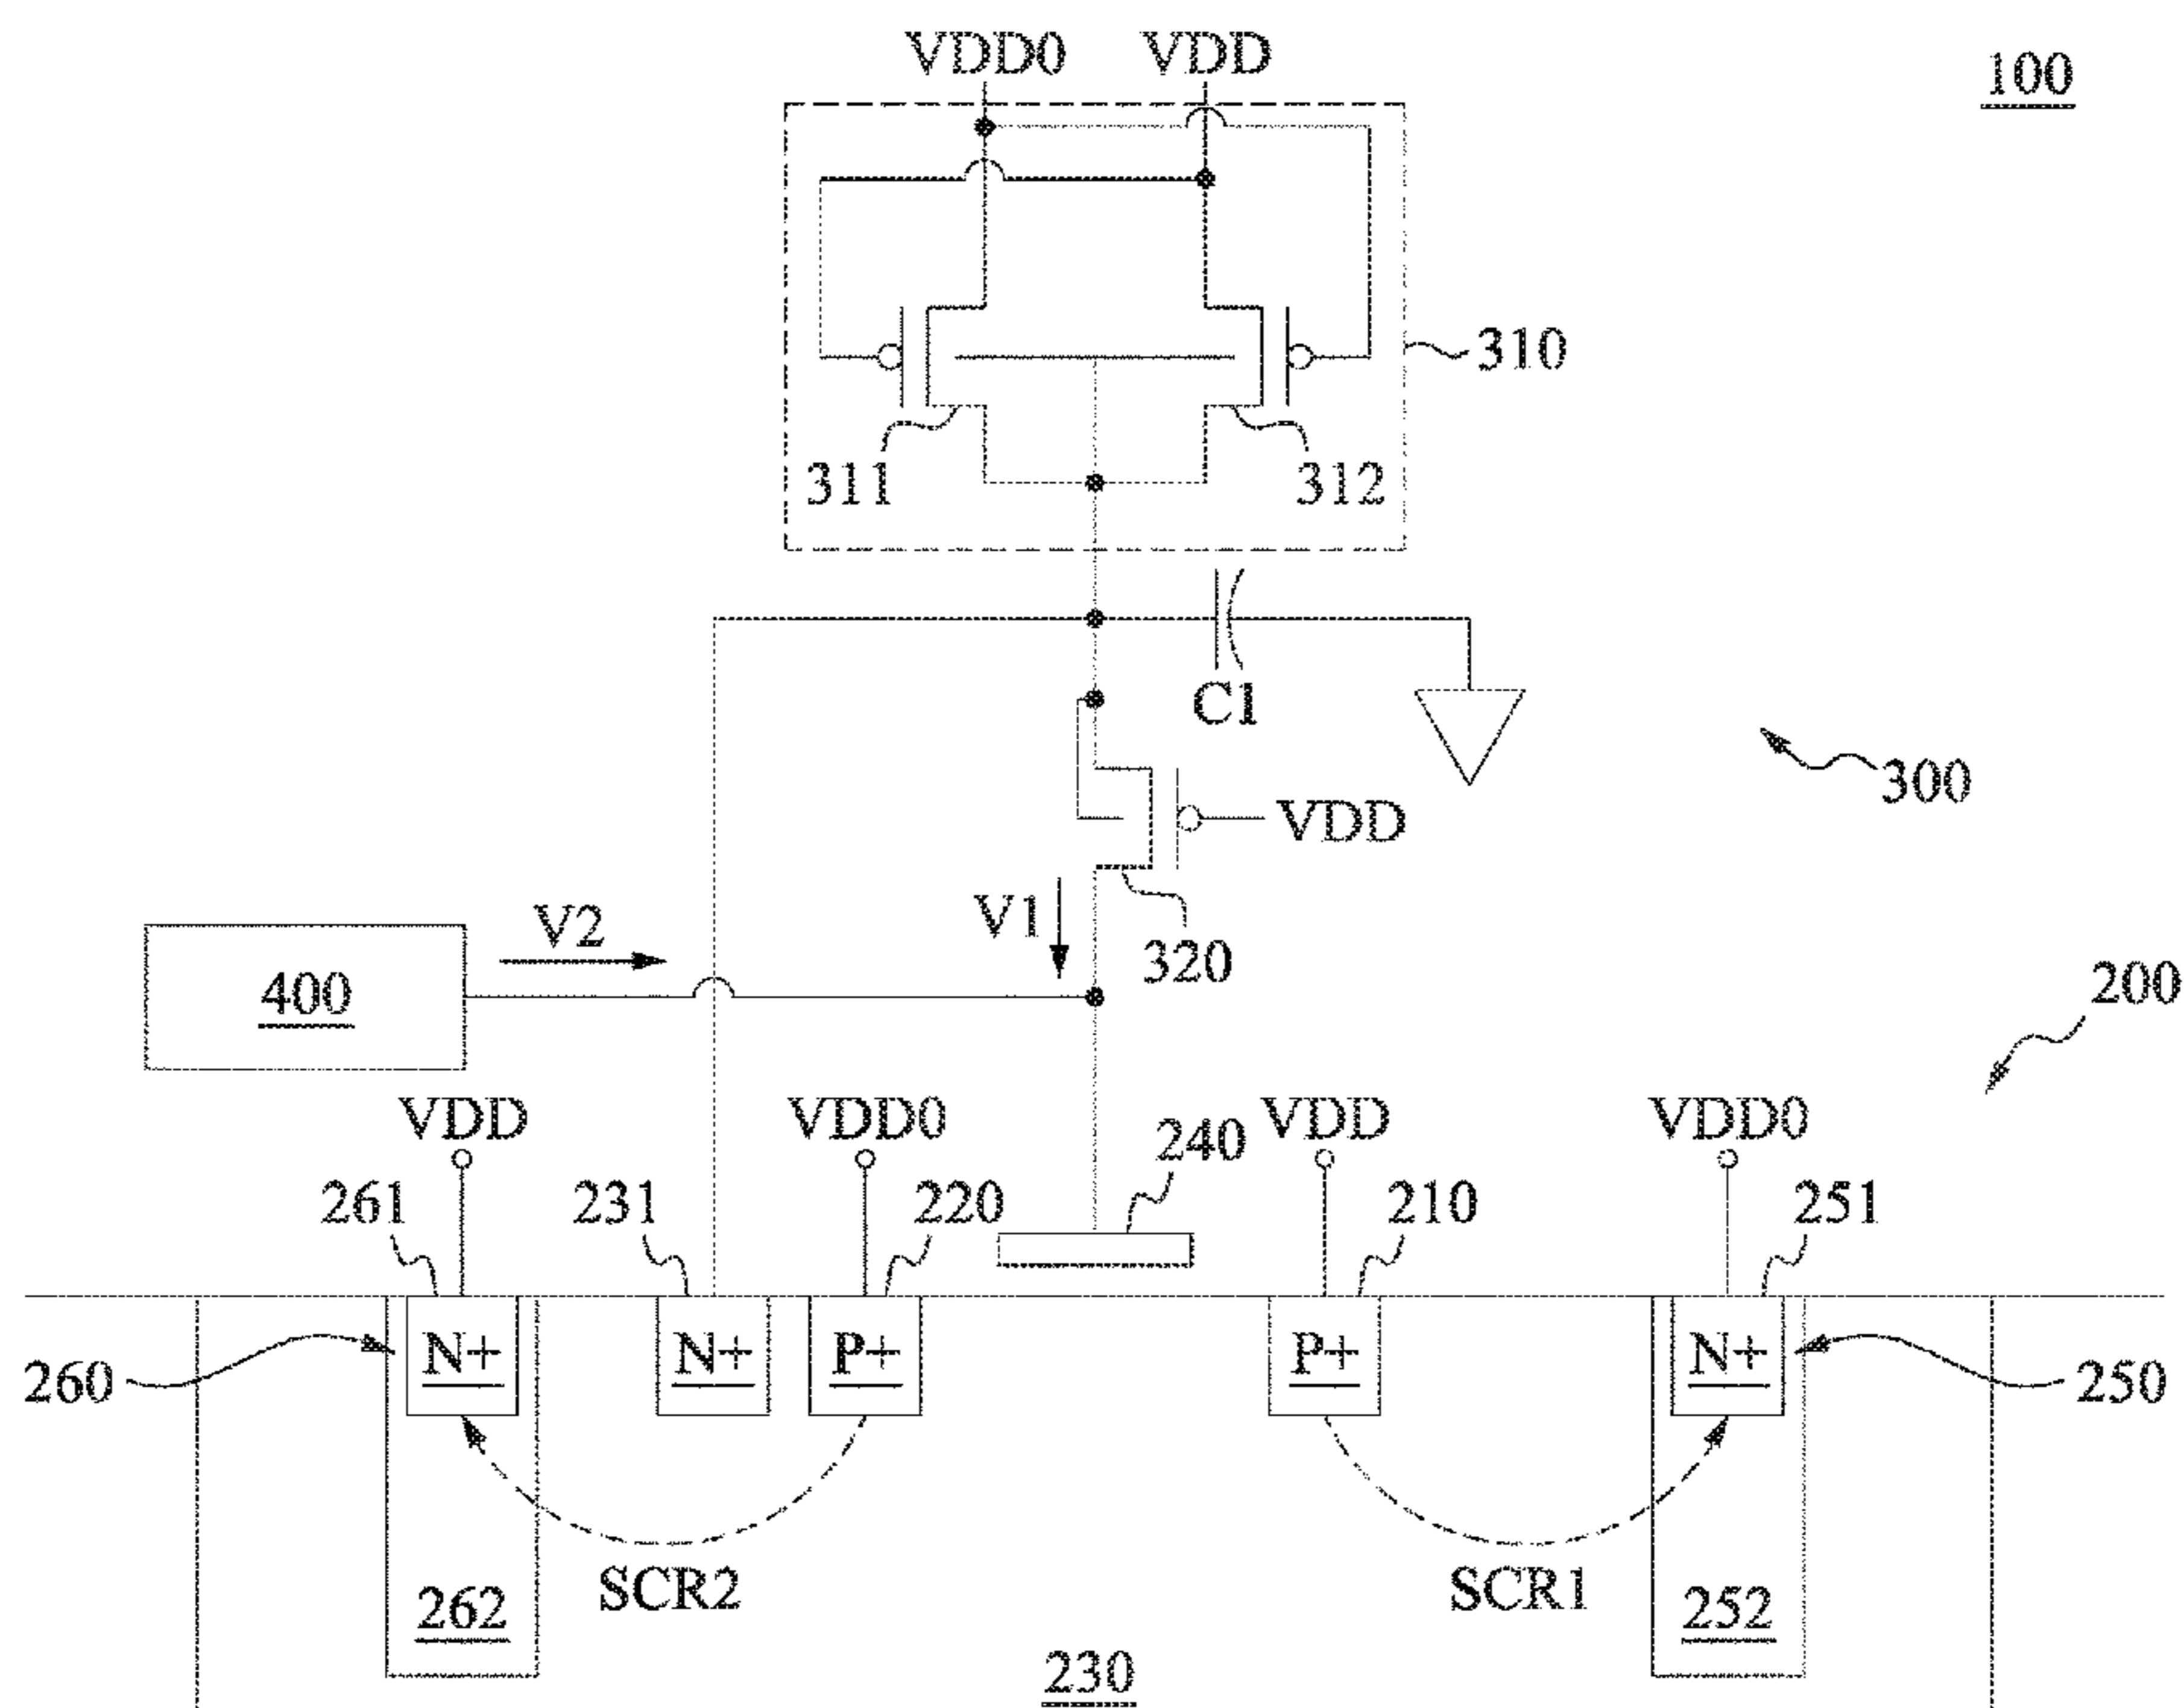 VDD0 VDD
100
310
311 312
C1
300
VDD
V1
V2
320
400
200
VDD VDD0 240 VDD VDD0
261 231 220 210 251
N+ N+ P+ P+ N+
260 250
SCR2 SCR1
262 252
230